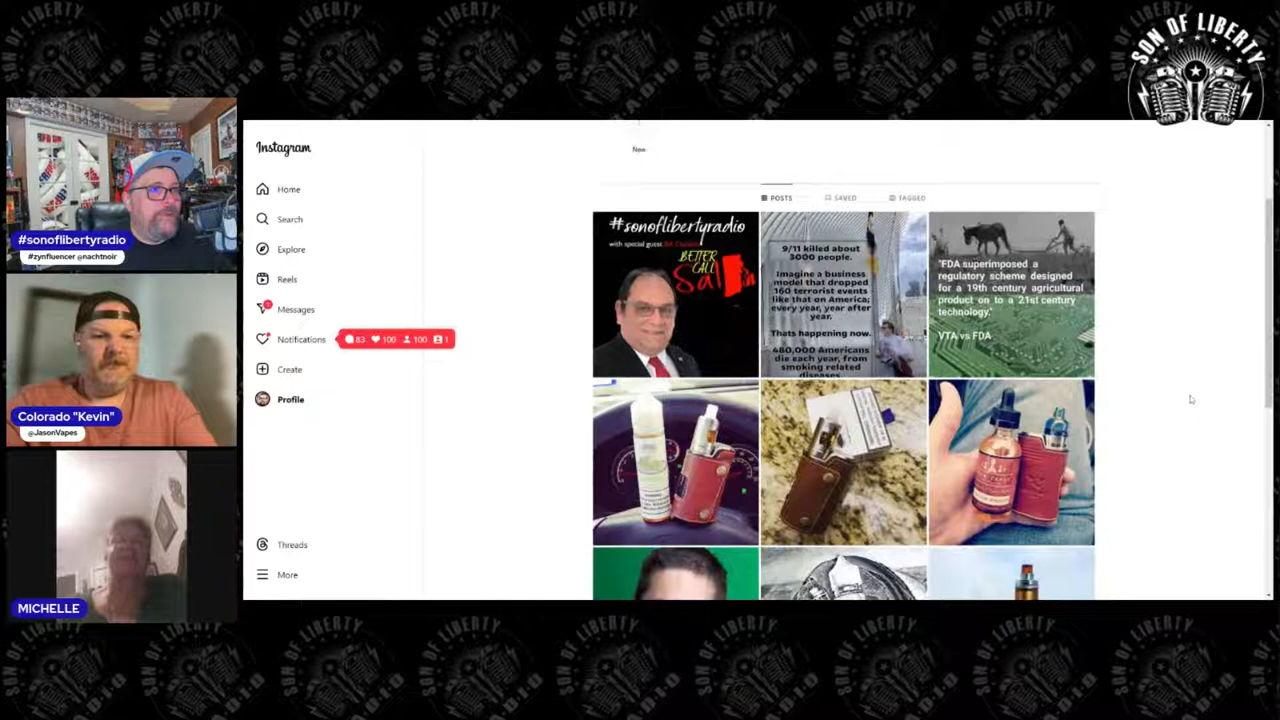 SON OF LIBERTY
#sonoflibertyradio
#zynfluencer @nachtnoir
Colorado "Kevin"
@JasonVapes
MICHELLE
Instagram
Home
Search
Explore
Reels
Messages
1
Notifications
83 100 100 1
Create
Profile
Threads
More
New
POSTS SAVED TAGGED
#sonoflibertyradio
with special guest
BETTER
CALL
Sal
9/11 killed about
3000 people.
Imagine a business
model that dropped
160 terrorist events
like that on America;
every year, year after
year.
Thats happening now.
480,000 Americans
die each year, from
smoking related
diseases
"FDA superimposed a
regulatory scheme designed
for a 19th century agricultural
product on to a 21st century
technology."
VTA vs FDA